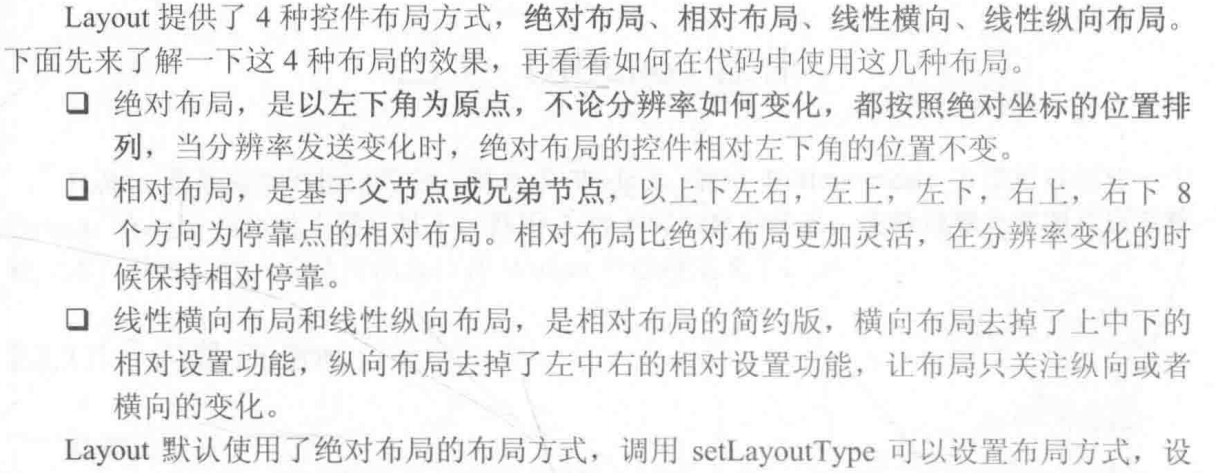 Layout 提供了 4 种控件布局方式，绝对布局、相对布局、线性横向、线性纵向布局。
下面先来了解一下这 4 种布局的效果，再看看如何在代码中使用这几种布局。
❑ 绝对布局，是以左下角为原点，不论分辨率如何变化，都按照绝对坐标的位置排
列，当分辨率发送变化时，绝对布局的控件相对左下角的位置不变。
❑ 相对布局，是基于父节点或兄弟节点，以上下左右，左上，左下，右上，右下 8
个方向为停靠点的相对布局。相对布局比绝对布局更加灵活，在分辨率变化的时
候保持相对停靠。
❑ 线性横向布局和线性纵向布局，是相对布局的简约版，横向布局去掉了上中下的
相对设置功能，纵向布局去掉了左中右的相对设置功能，让布局只关注纵向或者
横向的变化。
Layout 默认使用了绝对布局的布局方式，调用 setLayoutType 可以设置布局方式，设